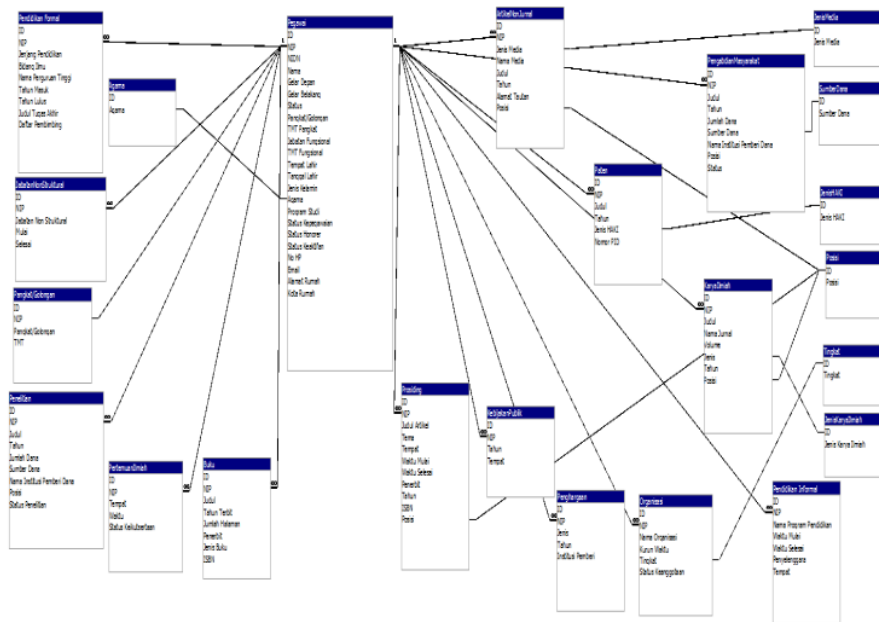 Pendidikan Formal
ID
NIP
Jenjang Pendidikan
Bidang Ilmu
Nama Perguruan Tinggi
Tahun Masuk
Tahun Lulus
Judul Tugas Akhir
Daftar Pembimbing
Agama
ID
Agama
JabatanNonStruktural
ID
NIP
Jabatan Non Struktural
Mulai
Selesai
Pangkat/Golongan
ID
NIP
Pangkat/Golongan
TMT
Penelitian
ID
NIP
Judul
Tahun
Jumlah Dana
Sumber Dana
Nama Institusi Pemberi Dana
Posisi
Status Penelitian
PertemuanIlmiah
ID
NIP
Tempat
Waktu
Status Keikutsertaan
Buku
ID
NIP
Judul
Tahun Terbit
Jumlah Halaman
Penerbit
Jenis Buku
ISBN
Pegawai
ID
NIP
NIDN
Nama
Gelar Depan
Gelar Belakang
Status
Pangkat/Golongan
TMT Pangkat
Jabatan Fungsional
TMT Fungsional
Tempat Lahir
Tanggal Lahir
Jenis Kelamin
Agama
Program Studi
Status Kepegawaian
Status Honorer
Status Keaktifan
No HP
Email
Alamat Rumah
Kota Rumah
ArtikelNonJurnal
ID
NIP
Jenis Media
Nama Media
Judul
Tahun
Alamat Tautan
Posisi
Paten
ID
NIP
Judul
Tahun
Jenis HAKI
Nomor PID
PengabdianMasyarakat
ID
NIP
Judul
Tahun
Jumlah Dana
Sumber Dana
Nama Institusi Pemberi Dana
Posisi
Status
KaryaIlmiah
ID
NIP
Judul
Nama Jurnal
Volume
Jenis
Tahun
Posisi
Prosiding
ID
NIP
Judul Artikel
Tema
Tempat
Waktu Mulai
Waktu Selesai
Penerbit
Tahun
ISBN
Posisi
KebijakanPublik
ID
NIP
Tahun
Tempat
Penghargaan
ID
NIP
Jenis
Tahun
Institusi Pemberi
Organisasi
ID
NIP
Nama Organisasi
Kurun Waktu
Tingkat
Status Keanggotaan
Pendidikan Informal
ID
NIP
Nama Program Pendidikan
Waktu Mulai
Waktu Selesai
Penyelenggara
Tempat
JenisMedia
ID
Jenis Media
SumberDana
ID
Sumber Dana
JenisHAKI
ID
Jenis HAKI
Posisi
ID
Posisi
Tingkat
ID
Tingkat
JenisKaryaIlmiah
ID
Jenis Karya Ilmiah